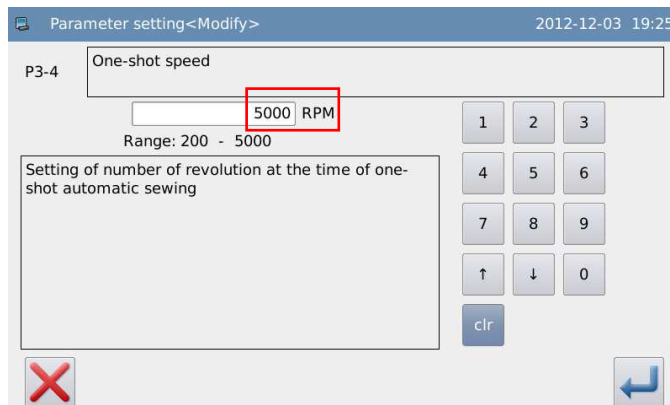 Parameter setting<Modify>
2012-12-03 19:25
P3-4
One-shot speed
5000 RPM
Range: 200 - 5000
Setting of number of revolution at the time of one-
shot automatic sewing
1 2 3
4 5 6
7 8 9
↑ ↓ 0
clr